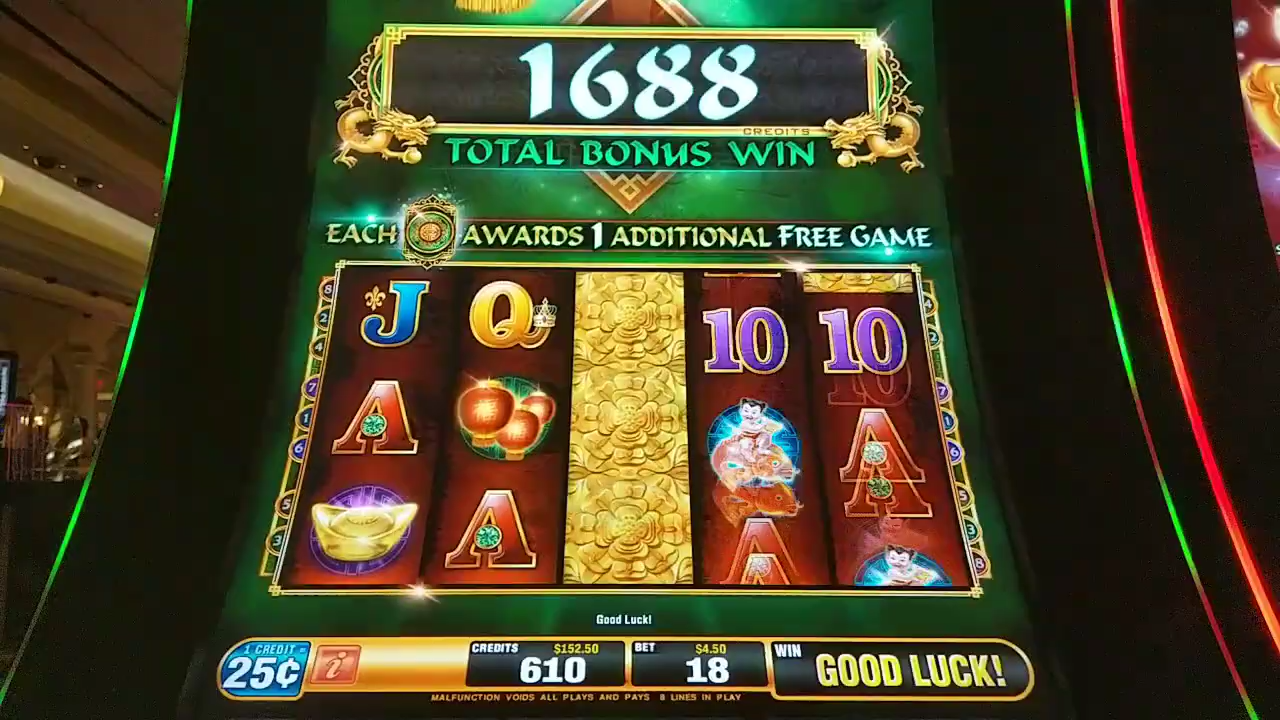 1688
CREDITS
TOTAL BONUS WIN
EACH AWARDS 1 ADDITIONAL FREE GAME
J Q
10 10
10
A
A
A
A
A
A
Good Luck!
1 CREDIT =
25¢
i
CREDITS $152.50
610
BET $4.50
18
WIN GOOD LUCK!
MALFUNCTION VOIDS ALL PLAYS AND PAYS 8 LINES IN PLAY